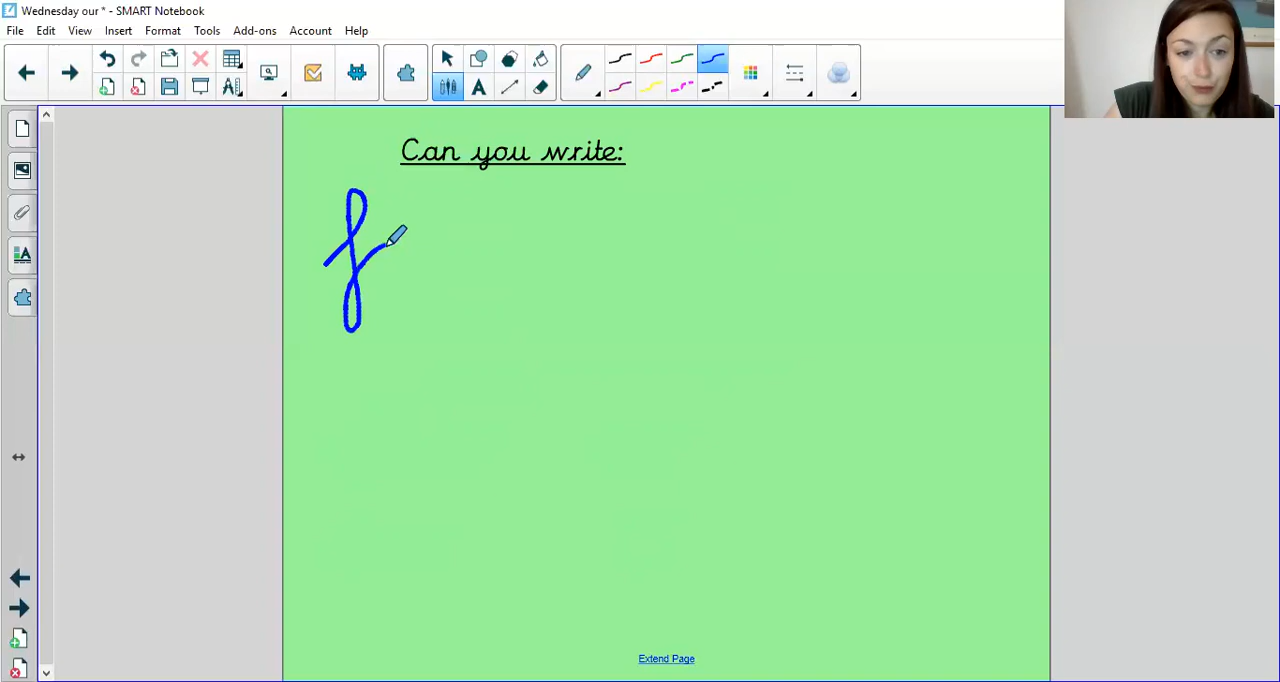 Wednesday our * - SMART Notebook
File Edit View Insert Format Tools Add-ons Account Help
Can you write:
f
Extend Page